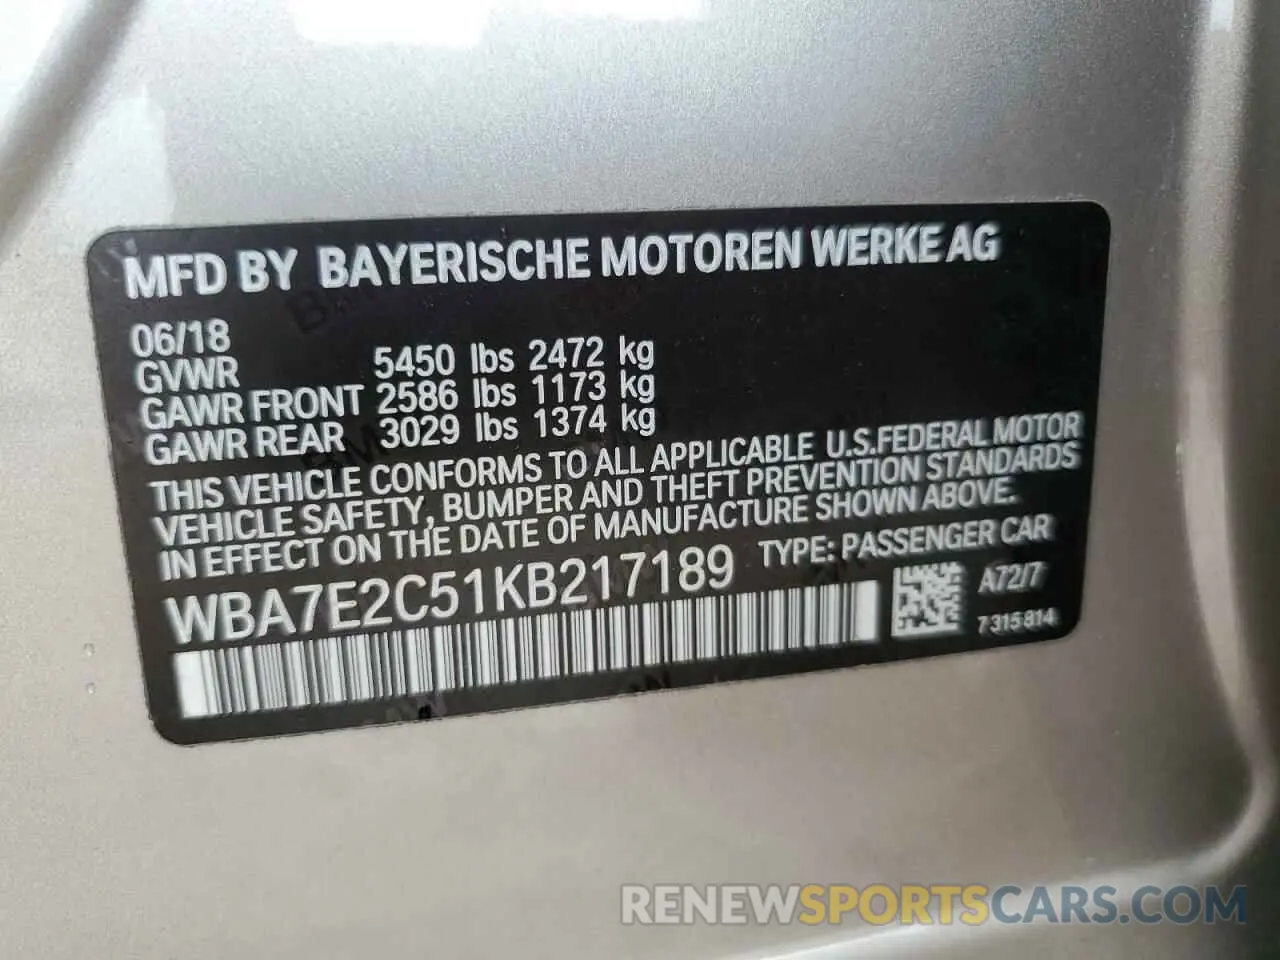 MFD BY BAYERISCHE MOTOREN WERKE AG
06/18
GVWR 5450 lbs 2472 kg
GAWR FRONT 2586 lbs 1173 kg
GAWR REAR 3029 lbs 1374 kg
THIS VEHICLE CONFORMS TO ALL APPLICABLE U.S.FEDERAL MOTOR
VEHICLE SAFETY, BUMPER AND THEFT PREVENTION STANDARDS
IN EFFECT ON THE DATE OF MANUFACTURE SHOWN ABOVE.
WBA7E2C51KB217189 TYPE: PASSENGER CAR
A72/7
7 315 814
RENEWSPORTSCARS.COM